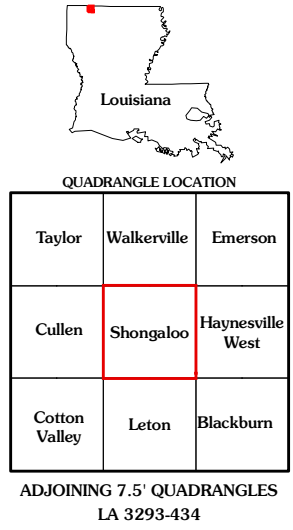 Louisiana
QUADRANGLE LOCATION
Taylor
Walkerville
Emerson
Cullen
Shongaloo
Haynesville
West
Cotton
Valley
Leton
Blackburn
ADJOINING 7.5' QUADRANGLES
LA 3293-434